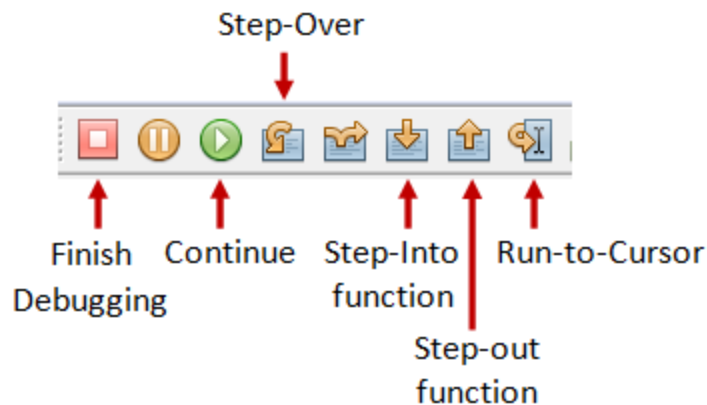 Step-Over
Finish
Debugging
Continue
Step-Into
function
Run-to-Cursor
Step-out
function